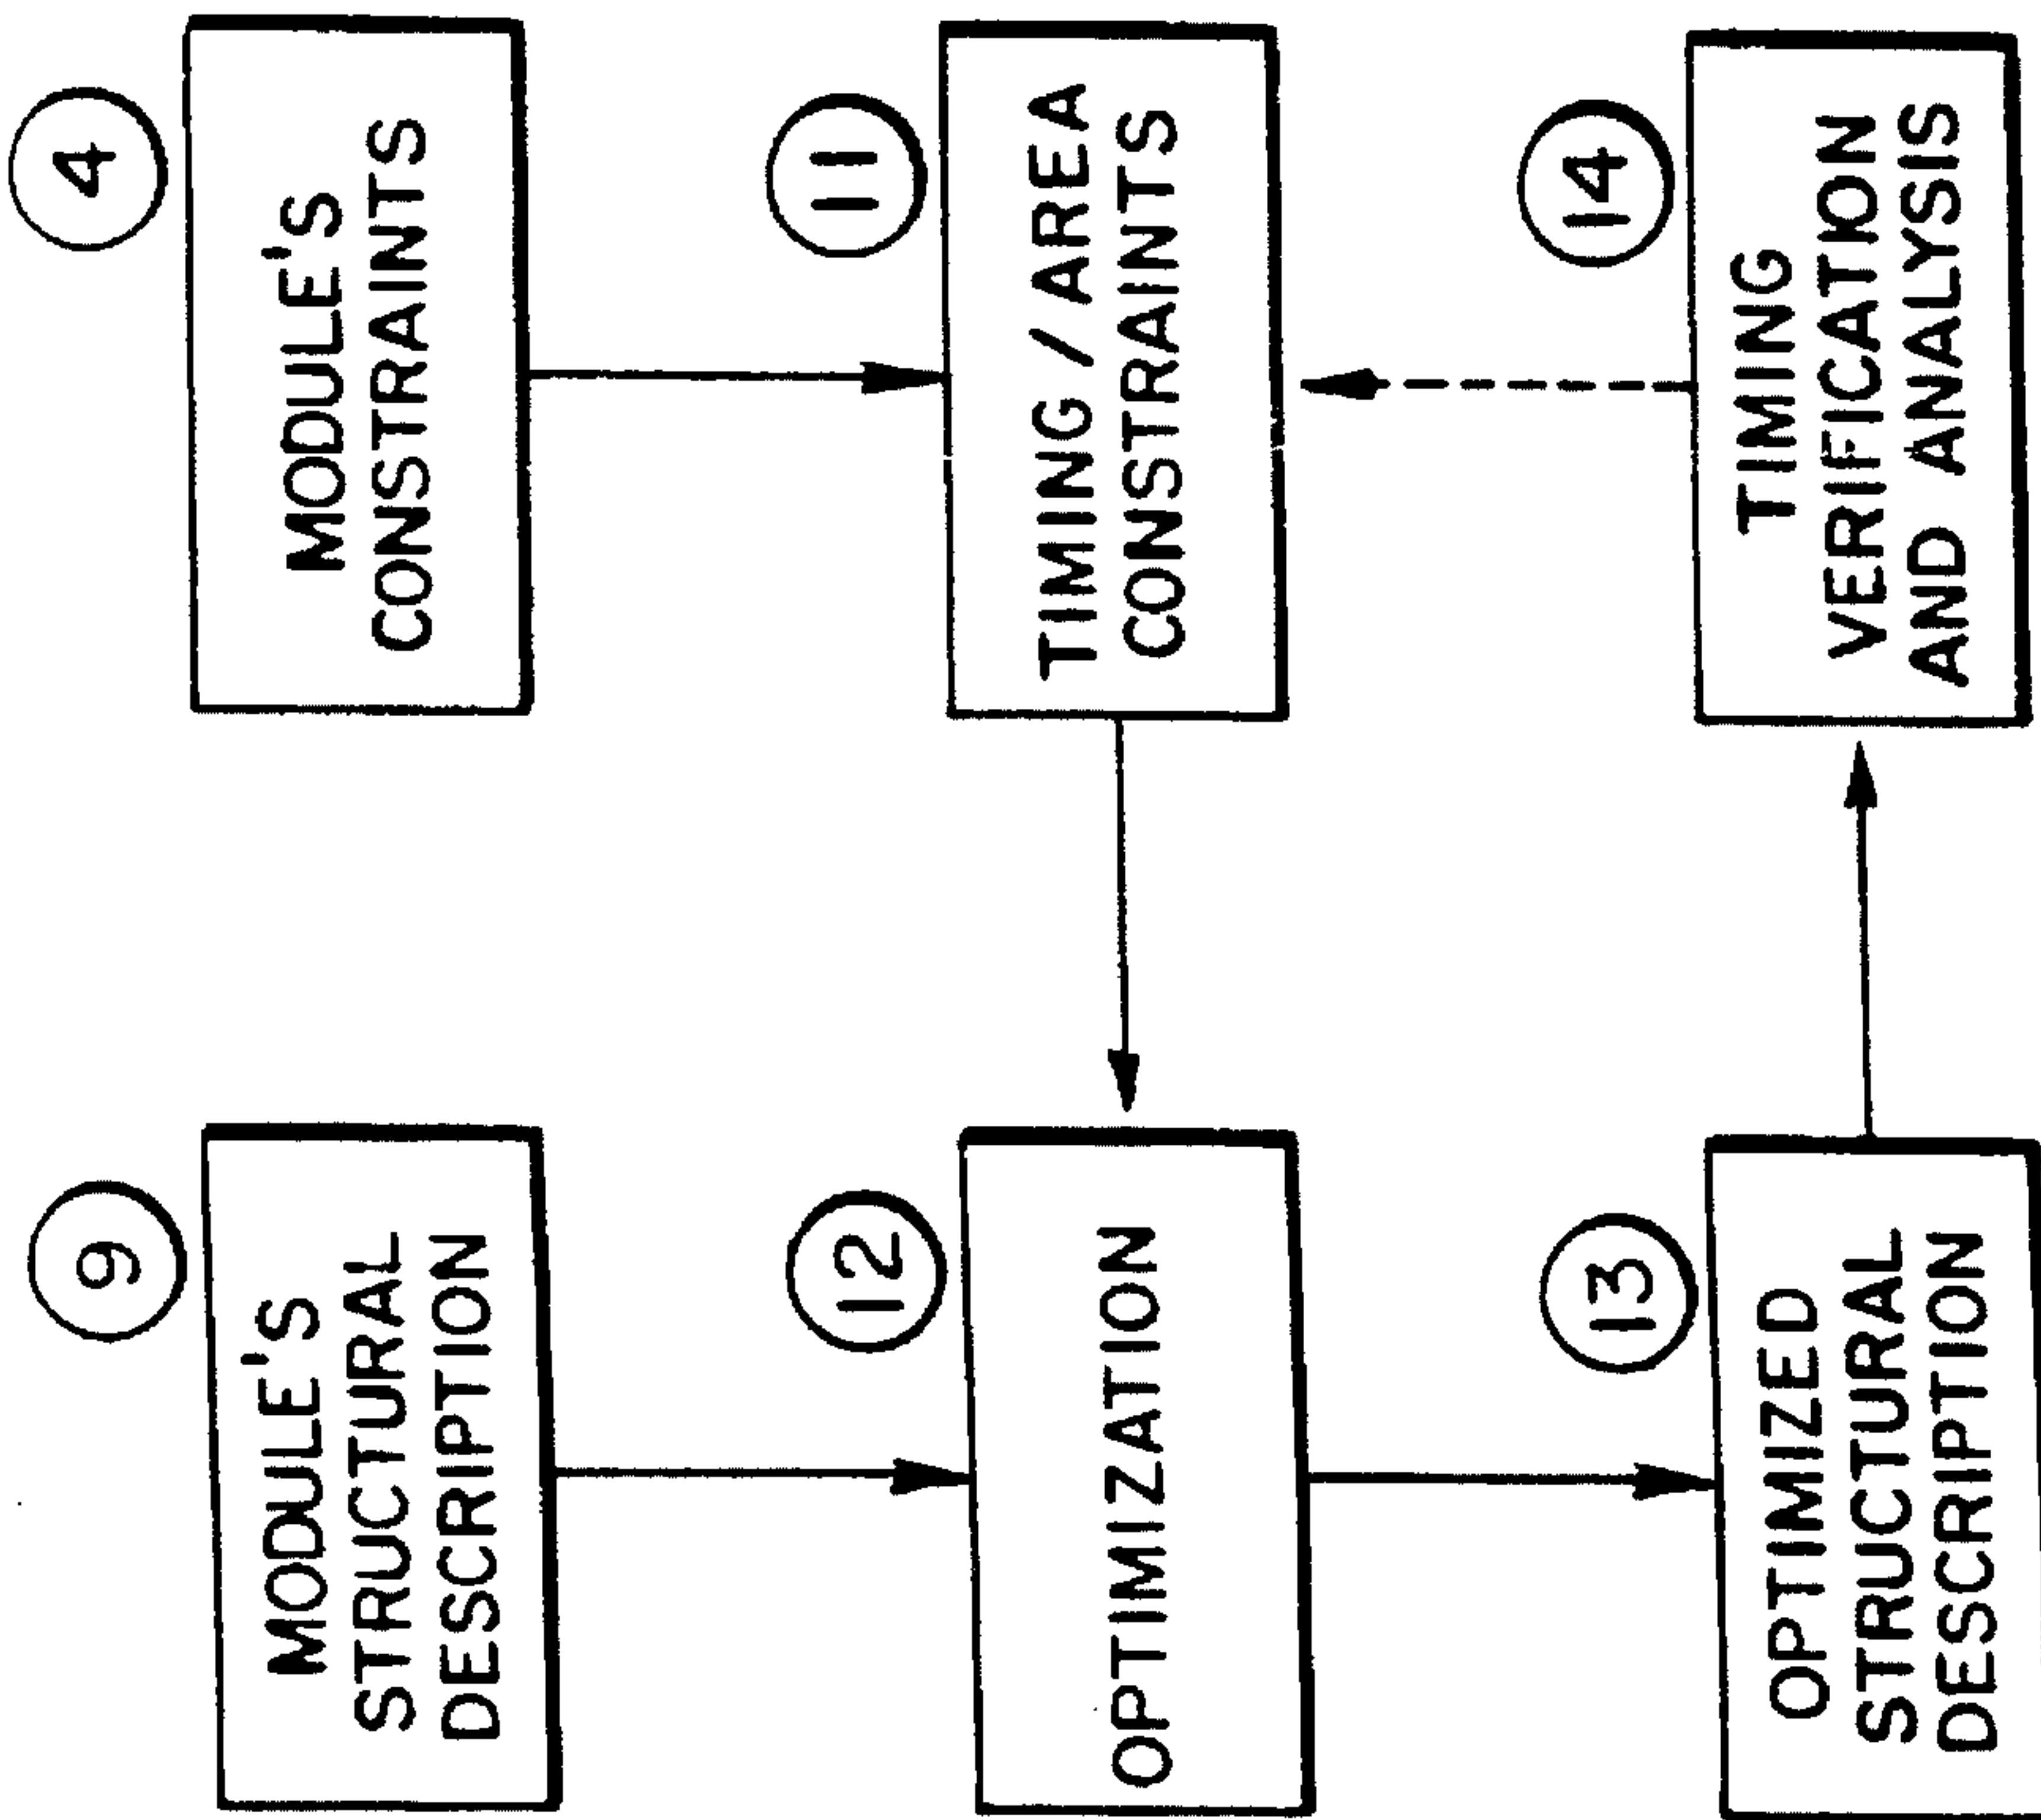 9
MODULE'S
STRUCTURAL
DESCRIPTION
4
MODULE'S
CONSTRAINTS
12
OPTIMIZATION
11
TIMING / AREA
CONSTRAINTS
13
OPTIMIZED
STRUCTURAL
DESCRIPTION
14
TIMING
VERIFICATION
AND ANALYSIS